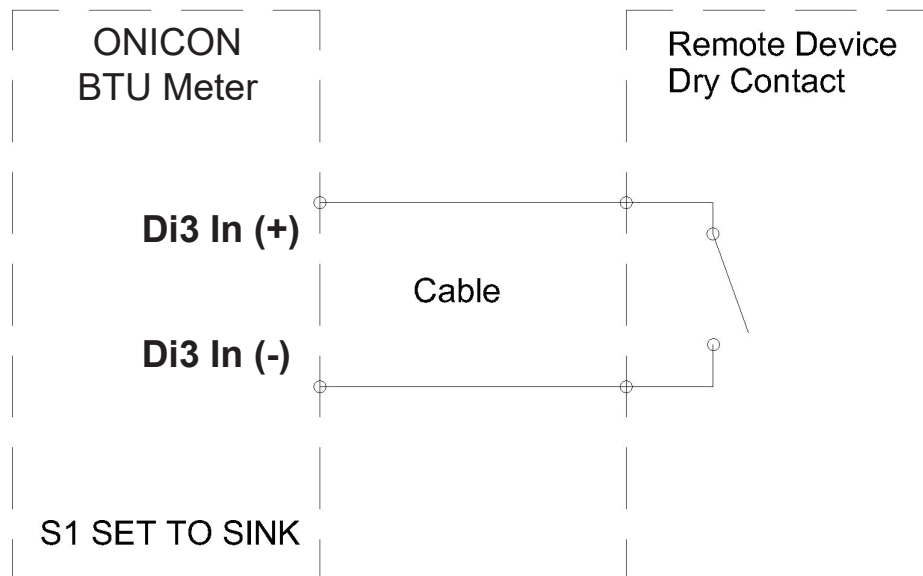 ONICON
BTU Meter
Remote Device
Dry Contact
Di3 In (+)
Cable
Di3 In (-)
S1 SET TO SINK